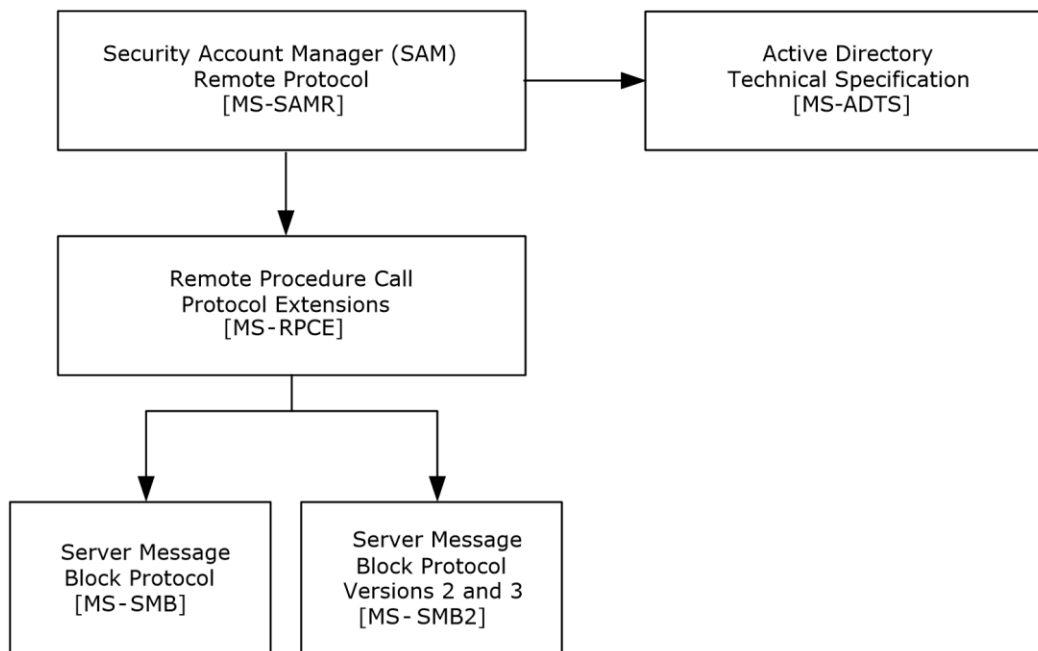 Security Account Manager (SAM)
Remote Protocol
[MS-SAMR]
Active Directory
Technical Specification
[MS-ADTS]
Remote Procedure Call
Protocol Extensions
[MS-RPCE]
Server Message
Block Protocol
[MS-SMB]
Server Message
Block Protocol
Versions 2 and 3
[MS-SMB2]